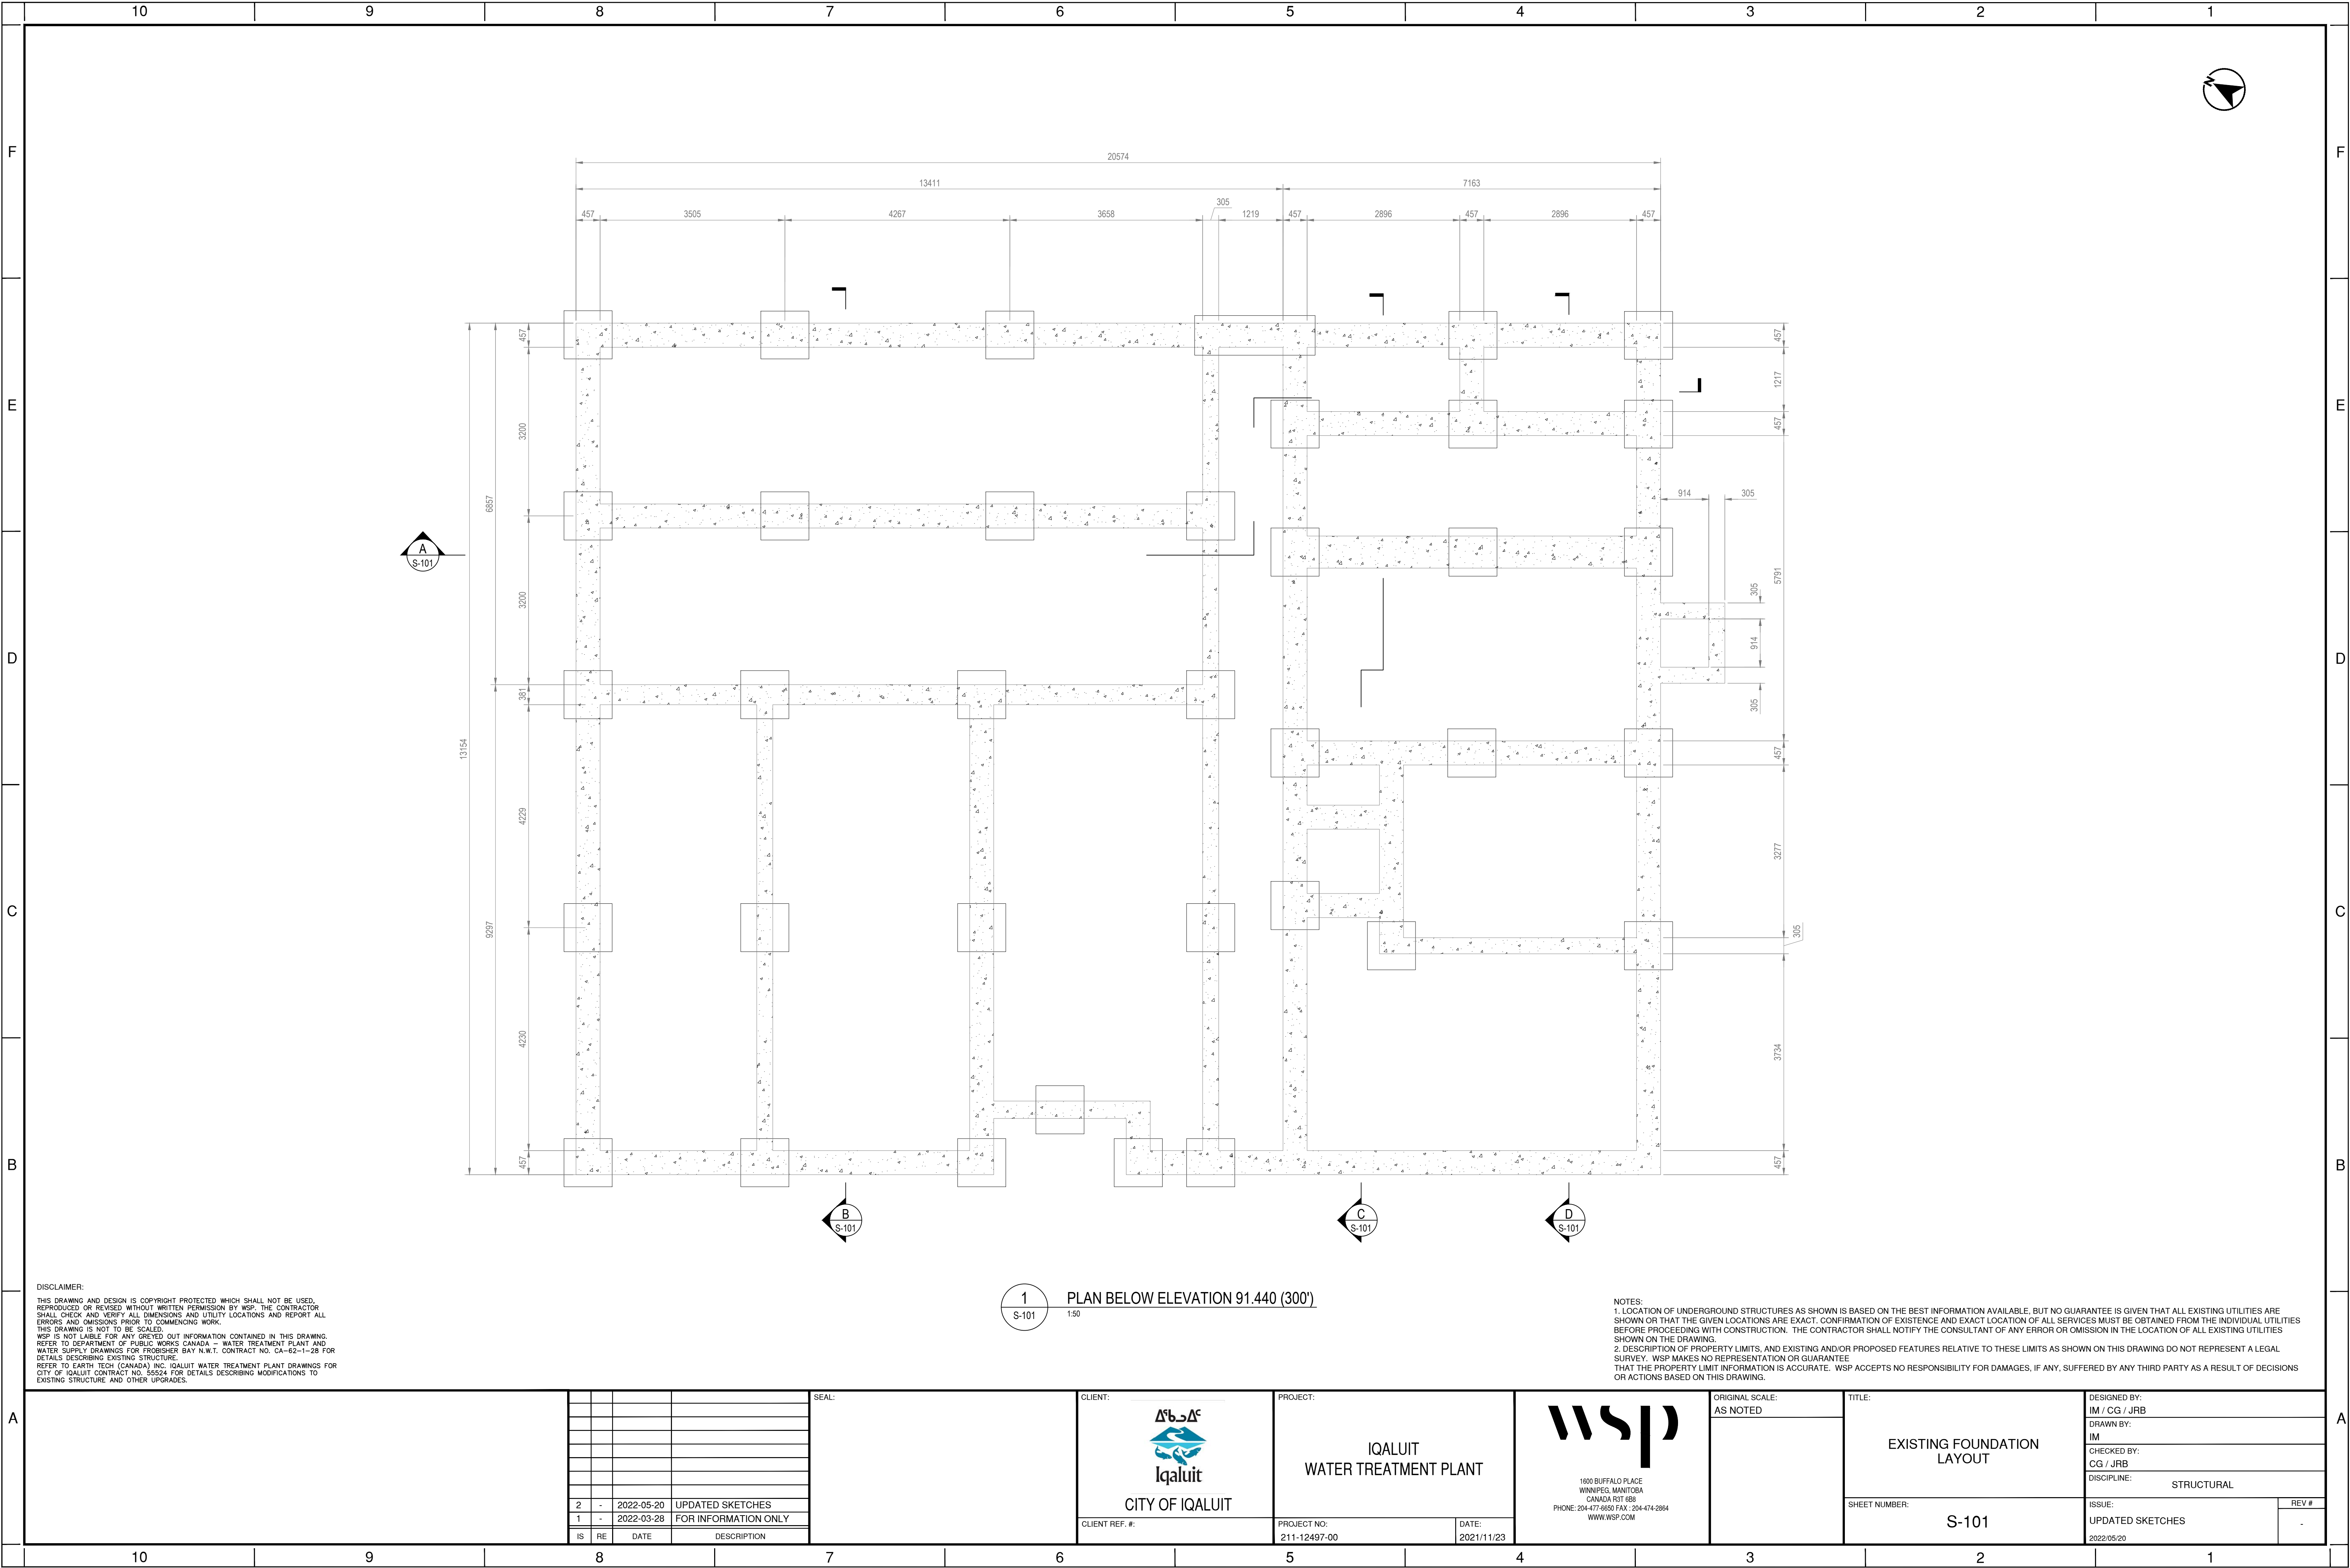 10 9 8 7 6 5 4 3 2 1
F F
E E
D D
C C
B B
A A
N
20574
13411 7163
457 3505 4267 3658 305 1219 457 2896 457 2896 457
457
3200
3200
381
4229
4230
457
6857
9297
13154
457
1217
457
5791
457
3277
305
3734
457
914 305
305
914
305
A
S-101
B
S-101
C
S-101
D
S-101
1
S-101
PLAN BELOW ELEVATION 91.440 (300')
1:50
DISCLAIMER:
THIS DRAWING AND DESIGN IS COPYRIGHT PROTECTED WHICH SHALL NOT BE USED,
REPRODUCED OR REVISED WITHOUT WRITTEN PERMISSION BY WSP. THE CONTRACTOR
SHALL CHECK AND VERIFY ALL DIMENSIONS AND UTILITY LOCATIONS AND REPORT ALL
ERRORS AND OMISSIONS PRIOR TO COMMENCING WORK.
THIS DRAWING IS NOT TO BE SCALED.
WSP IS NOT LAIBLE FOR ANY GREYED OUT INFORMATION CONTAINED IN THIS DRAWING.
REFER TO DEPARTMENT OF PUBLIC WORKS CANADA – WATER TREATMENT PLANT AND
WATER SUPPLY DRAWINGS FOR FROBISHER BAY N.W.T. CONTRACT NO. CA–62–1–28 FOR
DETAILS DESCRIBING EXISTING STRUCTURE.
REFER TO EARTH TECH (CANADA) INC. IQALUIT WATER TREATMENT PLANT DRAWINGS FOR
CITY OF IQALUIT CONTRACT NO. 55524 FOR DETAILS DESCRIBING MODIFICATIONS TO
EXISTING STRUCTURE AND OTHER UPGRADES.
NOTES:
1. LOCATION OF UNDERGROUND STRUCTURES AS SHOWN IS BASED ON THE BEST INFORMATION AVAILABLE, BUT NO GUARANTEE IS GIVEN THAT ALL EXISTING UTILITIES ARE
SHOWN OR THAT THE GIVEN LOCATIONS ARE EXACT. CONFIRMATION OF EXISTENCE AND EXACT LOCATION OF ALL SERVICES MUST BE OBTAINED FROM THE INDIVIDUAL UTILITIES
BEFORE PROCEEDING WITH CONSTRUCTION. THE CONTRACTOR SHALL NOTIFY THE CONSULTANT OF ANY ERROR OR OMISSION IN THE LOCATION OF ALL EXISTING UTILITIES
SHOWN ON THE DRAWING.
2. DESCRIPTION OF PROPERTY LIMITS, AND EXISTING AND/OR PROPOSED FEATURES RELATIVE TO THESE LIMITS AS SHOWN ON THIS DRAWING DO NOT REPRESENT A LEGAL
SURVEY. WSP MAKES NO REPRESENTATION OR GUARANTEE
THAT THE PROPERTY LIMIT INFORMATION IS ACCURATE. WSP ACCEPTS NO RESPONSIBILITY FOR DAMAGES, IF ANY, SUFFERED BY ANY THIRD PARTY AS A RESULT OF DECISIONS
OR ACTIONS BASED ON THIS DRAWING.
2 - 2022-05-20 UPDATED SKETCHES
1 - 2022-03-28 FOR INFORMATION ONLY
IS RE DATE DESCRIPTION
SEAL:
CLIENT:
ᐃᖃᓗᐃᑦ
Iqaluit
CITY OF IQALUIT
CLIENT REF. #:
PROJECT:
IQALUIT
WATER TREATMENT PLANT
PROJECT NO:
211-12497-00
DATE:
2021/11/23
wsp
1600 BUFFALO PLACE
WINNIPEG, MANITOBA
CANADA R3T 6B8
PHONE: 204-477-6650 FAX : 204-474-2864
WWW.WSP.COM
ORIGINAL SCALE:
AS NOTED
TITLE:
EXISTING FOUNDATION
LAYOUT
SHEET NUMBER:
S-101
DESIGNED BY:
IM / CG / JRB
DRAWN BY:
IM
CHECKED BY:
CG / JRB
DISCIPLINE:
STRUCTURAL
ISSUE:
UPDATED SKETCHES
2022/05/20
REV #
-
10 9 8 7 6 5 4 3 2 1